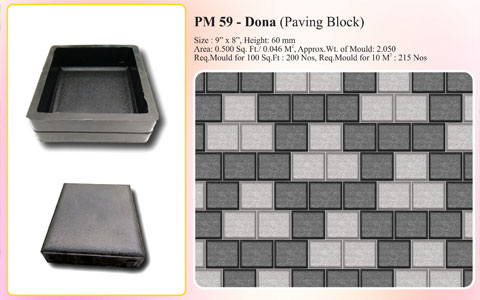 PM 59 - Dona (Paving Block)
Size : 9” x 8”, Height: 60 mm
Area: 0.500 Sq. Ft./ 0.046 M², Approx.Wt. of Mould: 2.050
Req.Mould for 100 Sq.Ft : 200 Nos, Req.Mould for 10 M² : 215 Nos